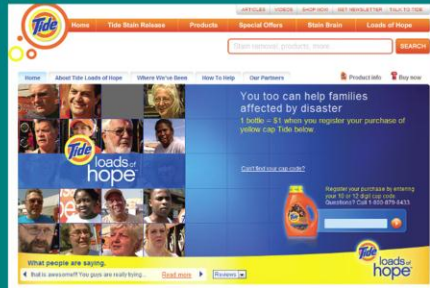 ARTICLES VIDEOS SHOP NOW GET NEWSLETTER TALK TO TIDE
Tide
Home Tide Stain Release Products Special Offers Stain Brain Loads of Hope
SEARCH
Home About Tide Loads of Hope Where We've Been How To Help Our Partners Product info Buy now
You too can help families
affected by disaster
1 bottle = $1 when you register your purchase of
yellow cap Tide below.
Tide
loads of
hope
Can't find your cap code?
Register your purchase by entering
your 10 or 12 digit cap code.
Questions? Call 1-800-879-8433
Tide
loads of
hope
What people are saying.
that is awesome!!! You guys are really trying... Read more Reviews